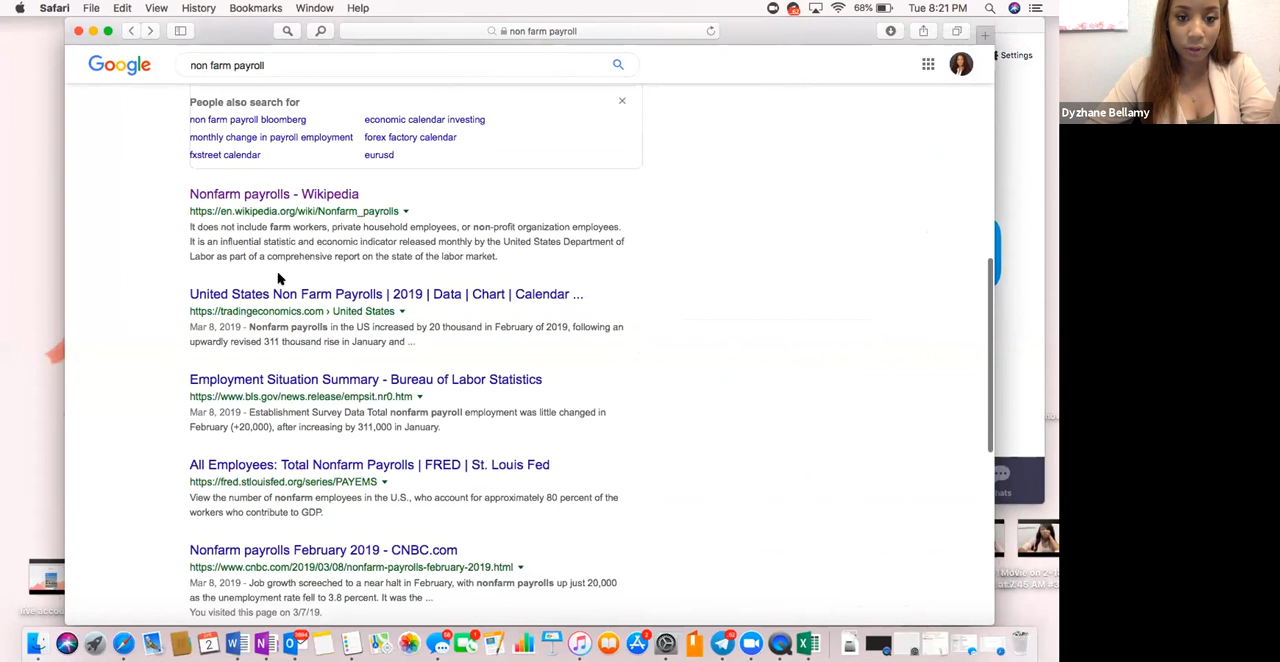 Safari File Edit View History Bookmarks Window Help
68% Tue 8:21 PM
non farm payroll
Google non farm payroll
Settings
Dyzhane Bellamy
People also search for
non farm payroll bloomberg economic calendar investing
monthly change in payroll employment forex factory calendar
fxstreet calendar eurusd
Nonfarm payrolls - Wikipedia
https://en.wikipedia.org/wiki/Nonfarm_payrolls
It does not include farm workers, private household employees, or non-profit organization employees.
It is an influential statistic and economic indicator released monthly by the United States Department of
Labor as part of a comprehensive report on the state of the labor market.
United States Non Farm Payrolls | 2019 | Data | Chart | Calendar ...
https://tradingeconomics.com › United States
Mar 8, 2019 - Nonfarm payrolls in the US increased by 20 thousand in February of 2019, following an
upwardly revised 311 thousand rise in January and ...
Employment Situation Summary - Bureau of Labor Statistics
https://www.bls.gov/news.release/empsit.nr0.htm
Mar 8, 2019 - Establishment Survey Data Total nonfarm payroll employment was little changed in
February (+20,000), after increasing by 311,000 in January.
All Employees: Total Nonfarm Payrolls | FRED | St. Louis Fed
https://fred.stlouisfed.org/series/PAYEMS
View the number of nonfarm employees in the U.S., who account for approximately 80 percent of the
workers who contribute to GDP.
Nonfarm payrolls February 2019 - CNBC.com
https://www.cnbc.com/2019/03/08/nonfarm-payrolls-february-2019.html
Mar 8, 2019 - Job growth screeched to a near halt in February, with nonfarm payrolls up just 20,000
as the unemployment rate fell to 3.8 percent. It was the ...
You visited this page on 3/7/19.
hats
Movie on 2-1